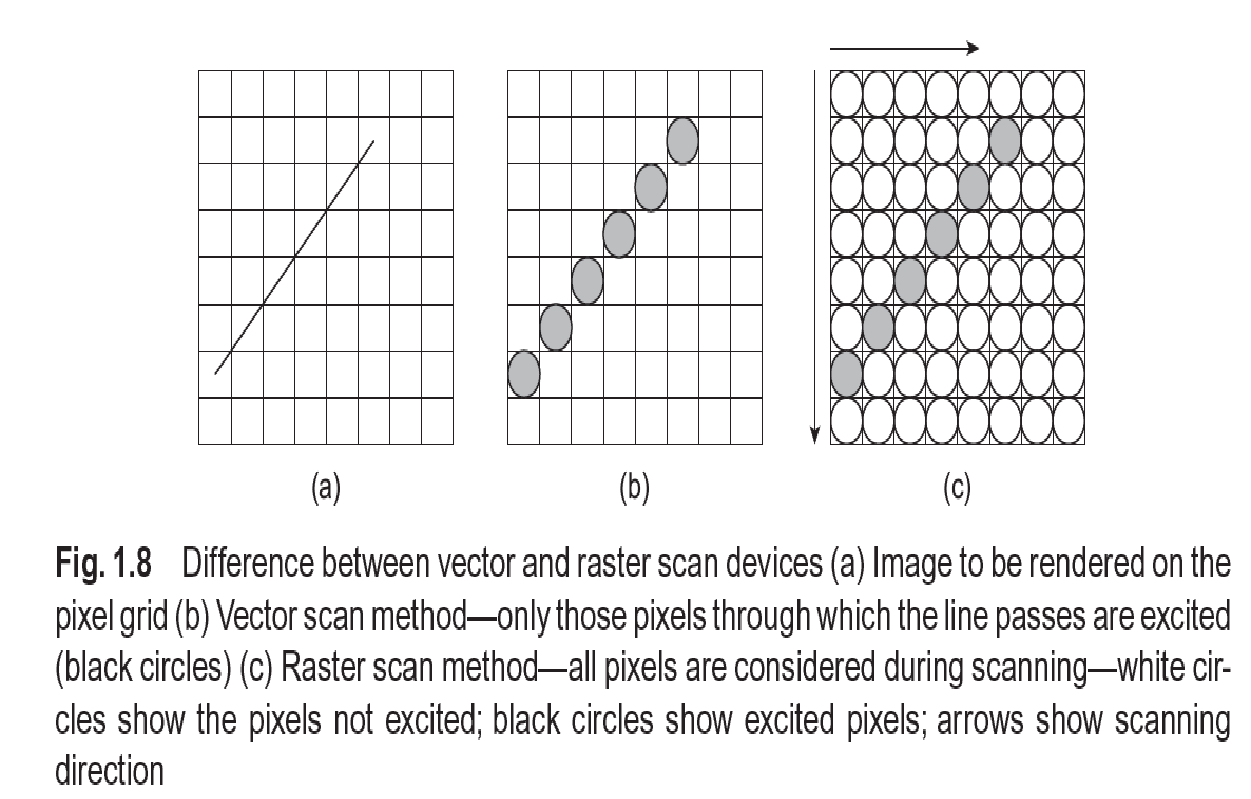 (a) (b) (c)
Fig. 1.8 Difference between vector and raster scan devices (a) Image to be rendered on the
pixel grid (b) Vector scan method—only those pixels through which the line passes are excited
(black circles) (c) Raster scan method—all pixels are considered during scanning—white cir-
cles show the pixels not excited; black circles show excited pixels; arrows show scanning
direction